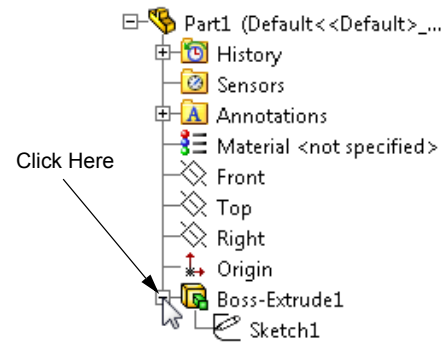 Part1 (Default<<Default>_...
History
Sensors
A Annotations
Material <not specified>
Click Here
Front
Top
Right
Origin
Boss-Extrude1
Sketch1